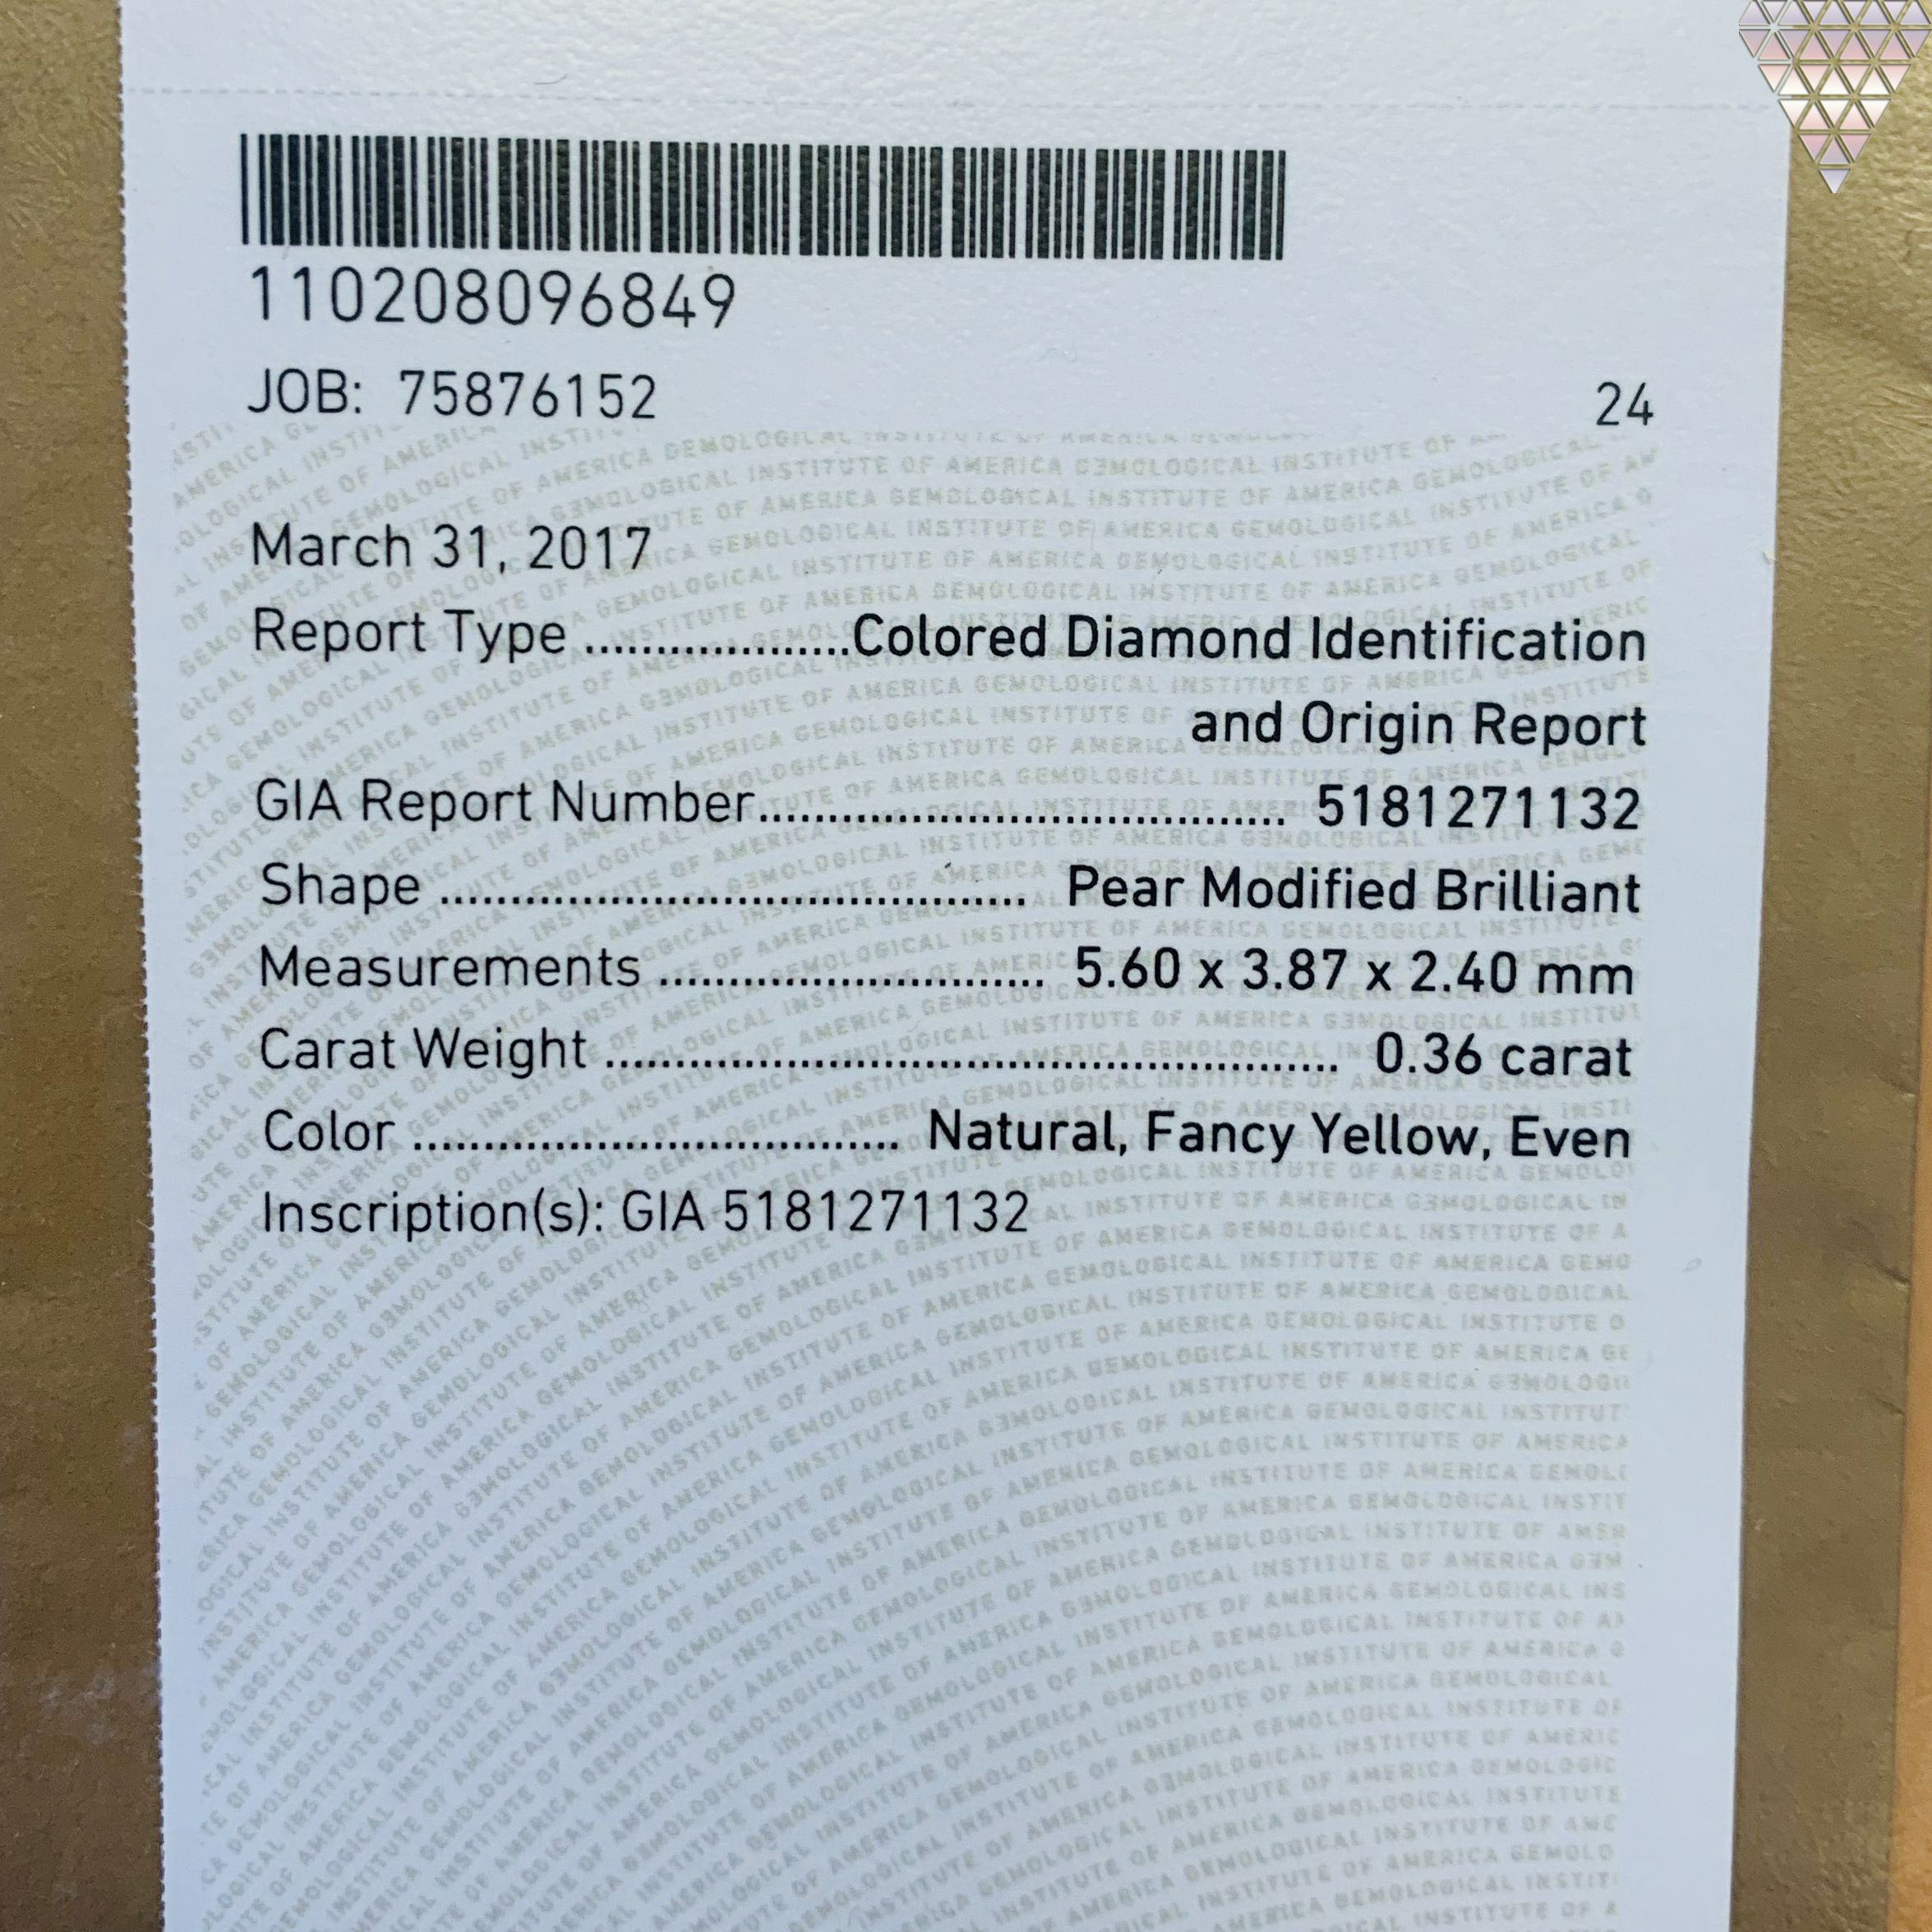 110208096849
JOB: 75876152
24
March 31, 2017
Report Type ...................Colored Diamond Identification
and Origin Report
GIA Report Number...................................... 5181271132
Shape .......................................... Pear Modified Brilliant
Measurements ............................ 5.60 x 3.87 x 2.40 mm
Carat Weight ..................................................... 0.36 carat
Color ................................... Natural, Fancy Yellow, Even
Inscription(s): GIA 5181271132